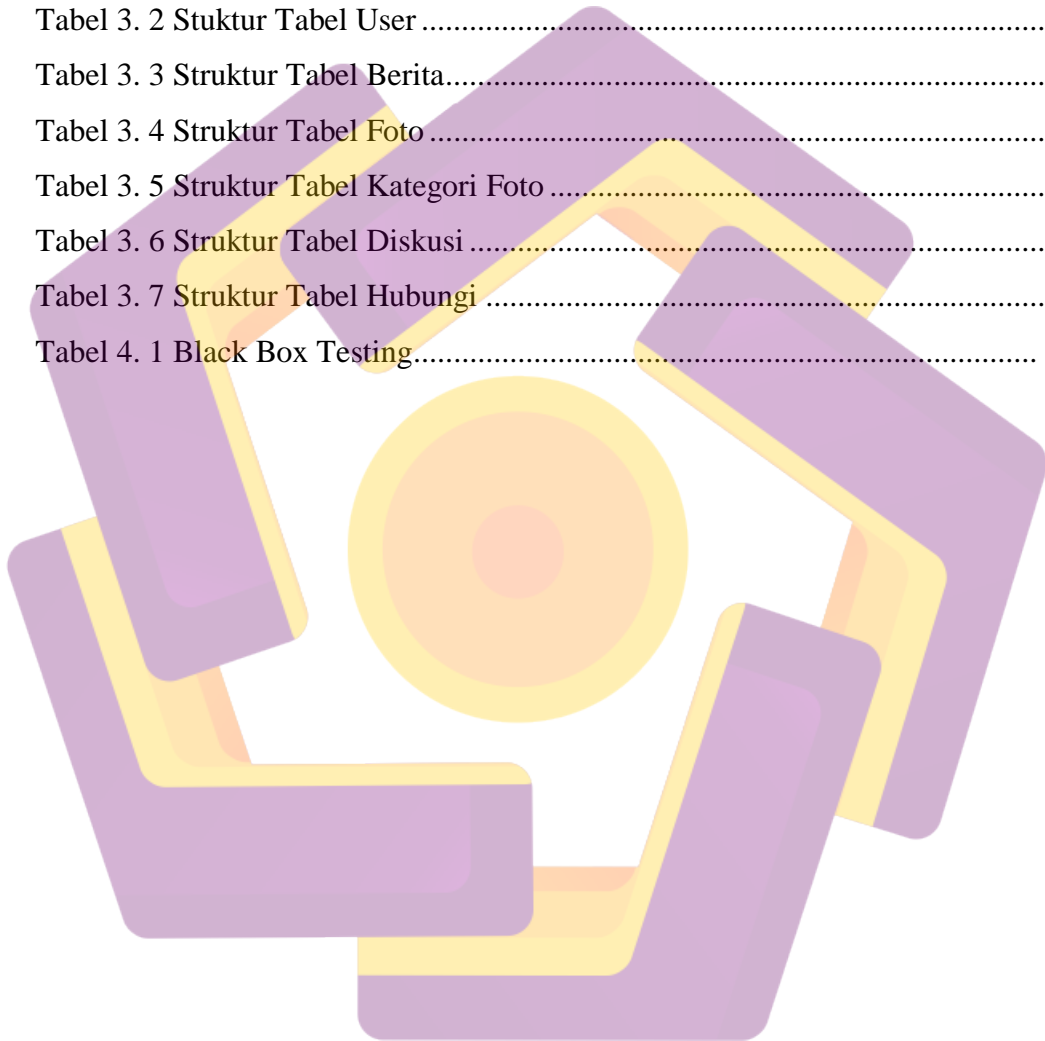 Tabel 3. 2 Stuktur Tabel User ................................................................................
Tabel 3. 3 Struktur Tabel Berita.............................................................................
Tabel 3. 4 Struktur Tabel Foto ...............................................................................
Tabel 3. 5 Struktur Tabel Kategori Foto ................................................................
Tabel 3. 6 Struktur Tabel Diskusi ..........................................................................
Tabel 3. 7 Struktur Tabel Hubungi ........................................................................
Tabel 4. 1 Black Box Testing................................................................................